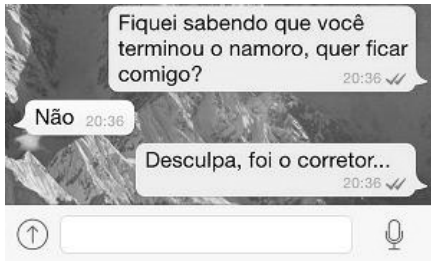 Fiquei sabendo que você
terminou o namoro, quer ficar
comigo?
20:36
Não 20:36
Desculpa, foi o corretor...
20:36